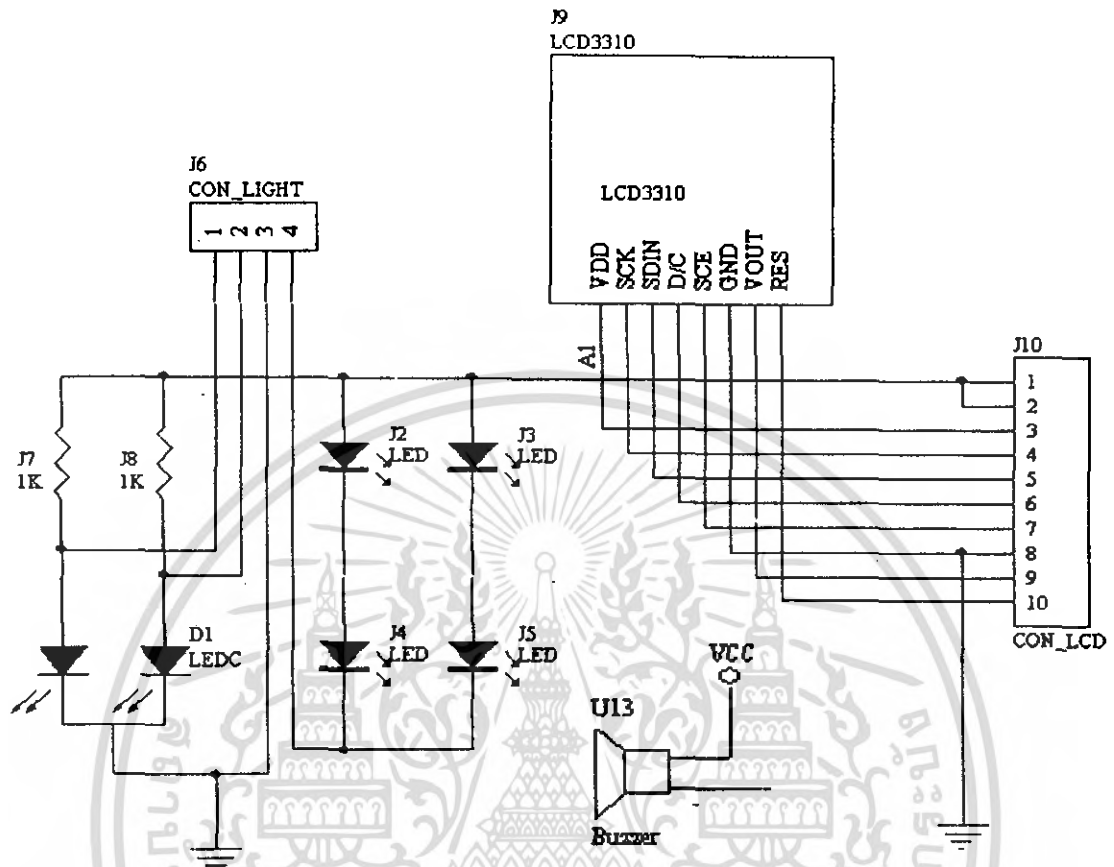 J9
LCD3310
LCD3310
VDD
SCK
SDIN
D/C
SCE
GND
VOUT
RES
A1
J6
CON_LIGHT
1
2
3
4
J10
1
2
3
4
5
6
7
8
9
10
CON_LCD
J7
1K
J8
1K
J2
LED
J3
LED
D1
LEDC
J4
LED
J5
LED
VCC
U13
Buzzer